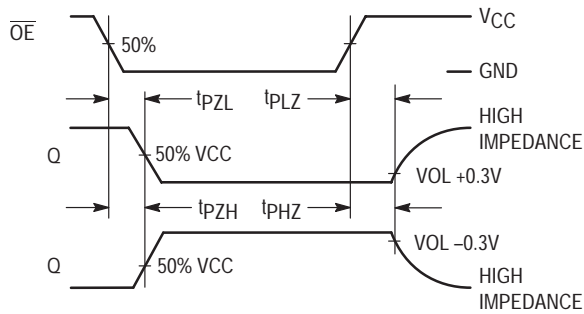 OE
50%
VCC
GND
tPZL
tPLZ
HIGH
IMPEDANCE
Q
50% VCC
VOL +0.3V
tPZH
tPHZ
Q
50% VCC
VOL –0.3V
HIGH
IMPEDANCE